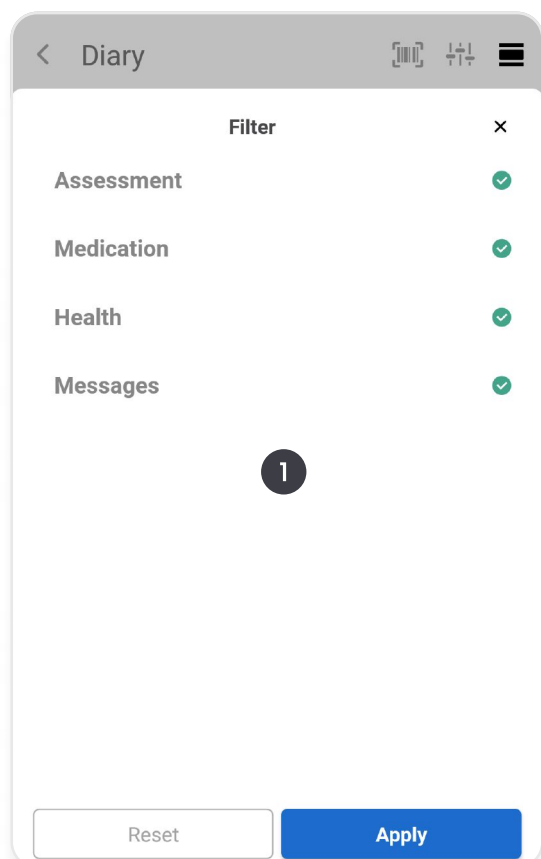 Diary
Filter
Assessment
Medication
Health
Messages
1
Reset Apply